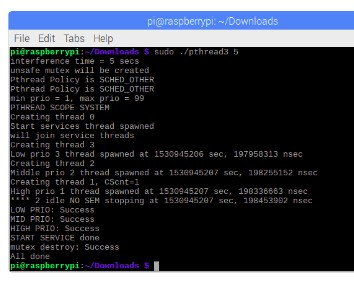 pi@raspberrypi: ~/Downloads
File Edit Tabs Help
pi@raspberrypi:~/Downloads $ sudo ./pthread3 5
interference time = 5 secs
unsafe mutex will be created
Pthread Policy is SCHED_OTHER
Pthread Policy is SCHED_OTHER
min prio = 1, max prio = 99
PTHREAD SCOPE SYSTEM
Creating thread 0
Start services thread spawned
will join service threads
Creating thread 3
Low prio 3 thread spawned at 1530945206 sec, 197958313 nsec
Creating thread 2
Middle prio 2 thread spawned at 1530945207 sec, 198255152 nsec
Creating thread 1, CScnt=1
High prio 1 thread spawned at 1530945207 sec, 198336663 nsec
**** 2 idle NO SEM stopping at 1530945207 sec, 198453902 nsec
LOW PRIO: Success
MID PRIO: Success
HIGH PRIO: Success
START SERVICE done
mutex destroy: Success
All done
pi@raspberrypi:~/Downloads $